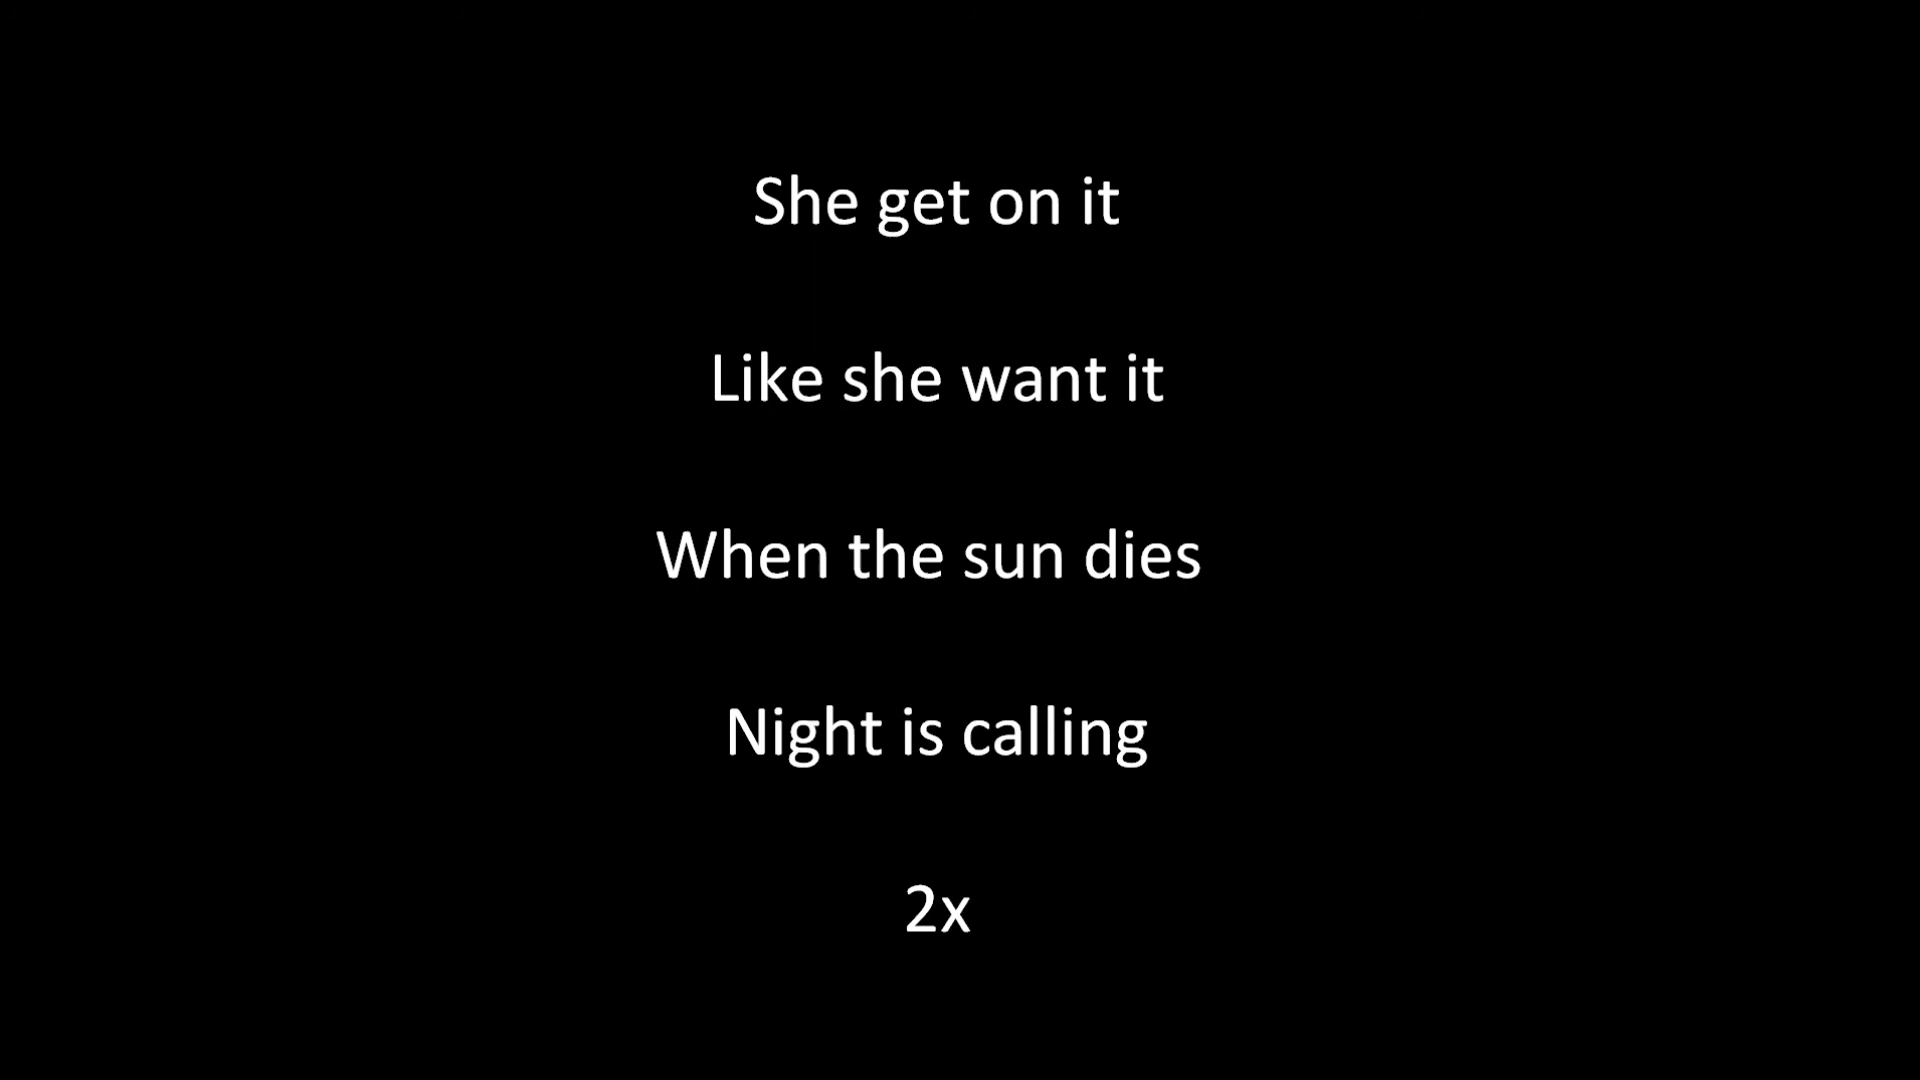 She get on it
Like she want it
When the sun dies
Night is calling
2x